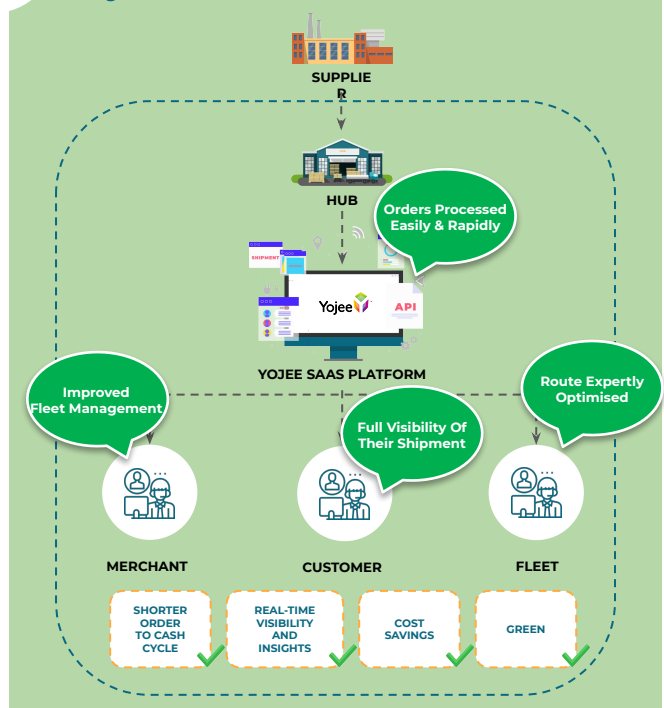 SUPPLIE
R
HUB
Orders Processed
Easily & Rapidly
SHIPMENT
Yojee
API
YOJEE SAAS PLATFORM
Improved
Fleet Management
Full Visibility Of
Their Shipment
Route Expertly
Optimised
MERCHANT
CUSTOMER
FLEET
SHORTER
ORDER
TO CASH
CYCLE
REAL-TIME
VISIBILITY
AND
INSIGHTS
COST
SAVINGS
GREEN